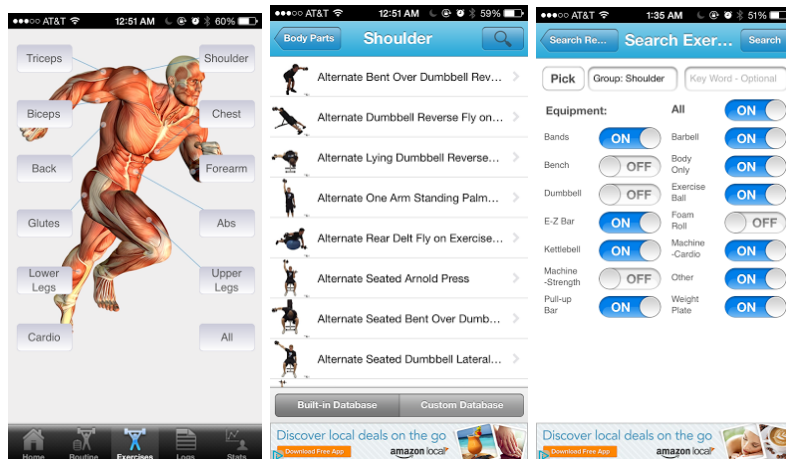 AT&T 12:51 AM 60%
Triceps
Shoulder
Biceps
Chest
Back
Forearm
Glutes
Abs
Lower
Legs
Upper
Legs
Cardio
All
Home Routine Exercises Logs Stats
AT&T 12:51 AM 59%
Body Parts Shoulder
Alternate Bent Over Dumbbell Rev...
Alternate Dumbbell Reverse Fly on...
Alternate Lying Dumbbell Reverse...
Alternate One Arm Standing Palm...
Alternate Rear Delt Fly on Exercise...
Alternate Seated Arnold Press
Alternate Seated Bent Over Dumb...
Alternate Seated Dumbbell Lateral...
Built-in Database Custom Database
Discover local deals on the go
Download Free App amazon local
AT&T 1:35 AM 51%
Search Re... Search Exer... Search
Pick Group: Shoulder Key Word - Optional
Equipment: All ON
Bands ON Barbell ON
Bench OFF Body
Only ON
Dumbbell OFF Exercise
Ball ON
E-Z Bar ON Foam
Roll OFF
Kettlebell ON Machine
-Cardio ON
Machine
-Strength OFF Other ON
Pull-up
Bar ON Weight
Plate ON
Discover local deals on the go
Download Free App amazon local